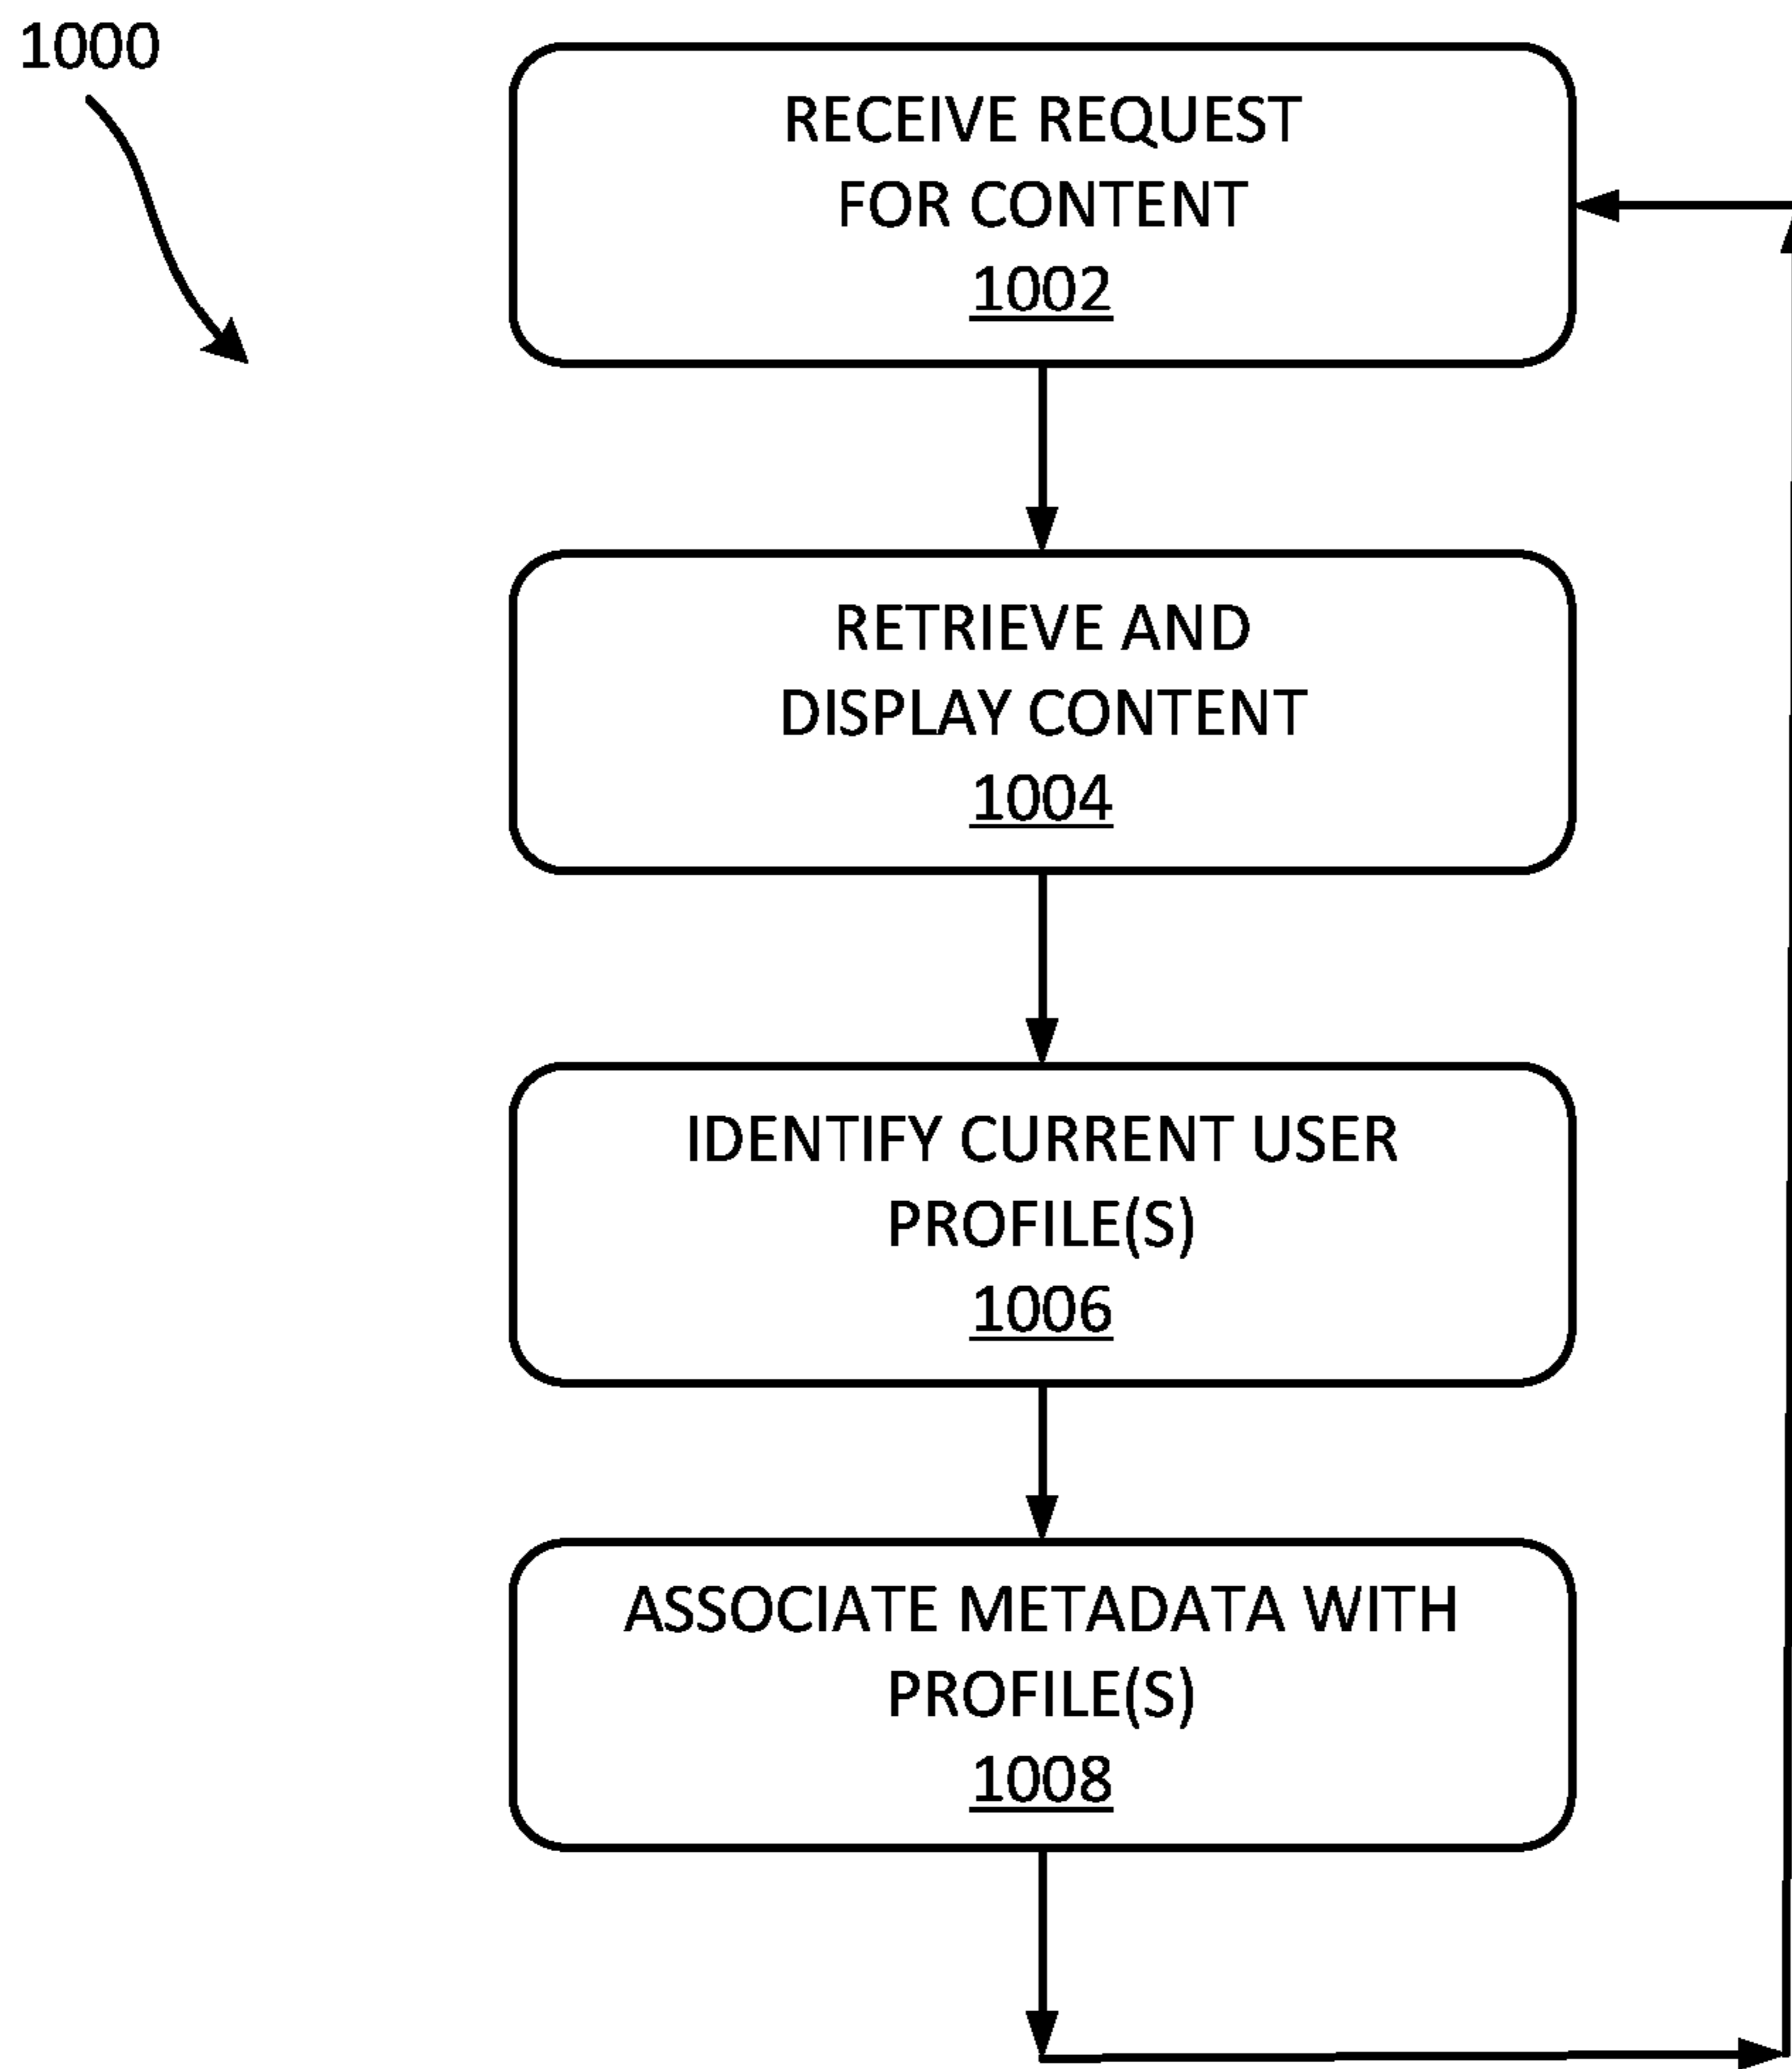 1000
RECEIVE REQUEST
FOR CONTENT
1002
RETRIEVE AND
DISPLAY CONTENT
1004
IDENTIFY CURRENT USER
PROFILE(S)
1006
ASSOCIATE METADATA WITH
PROFILE(S)
1008